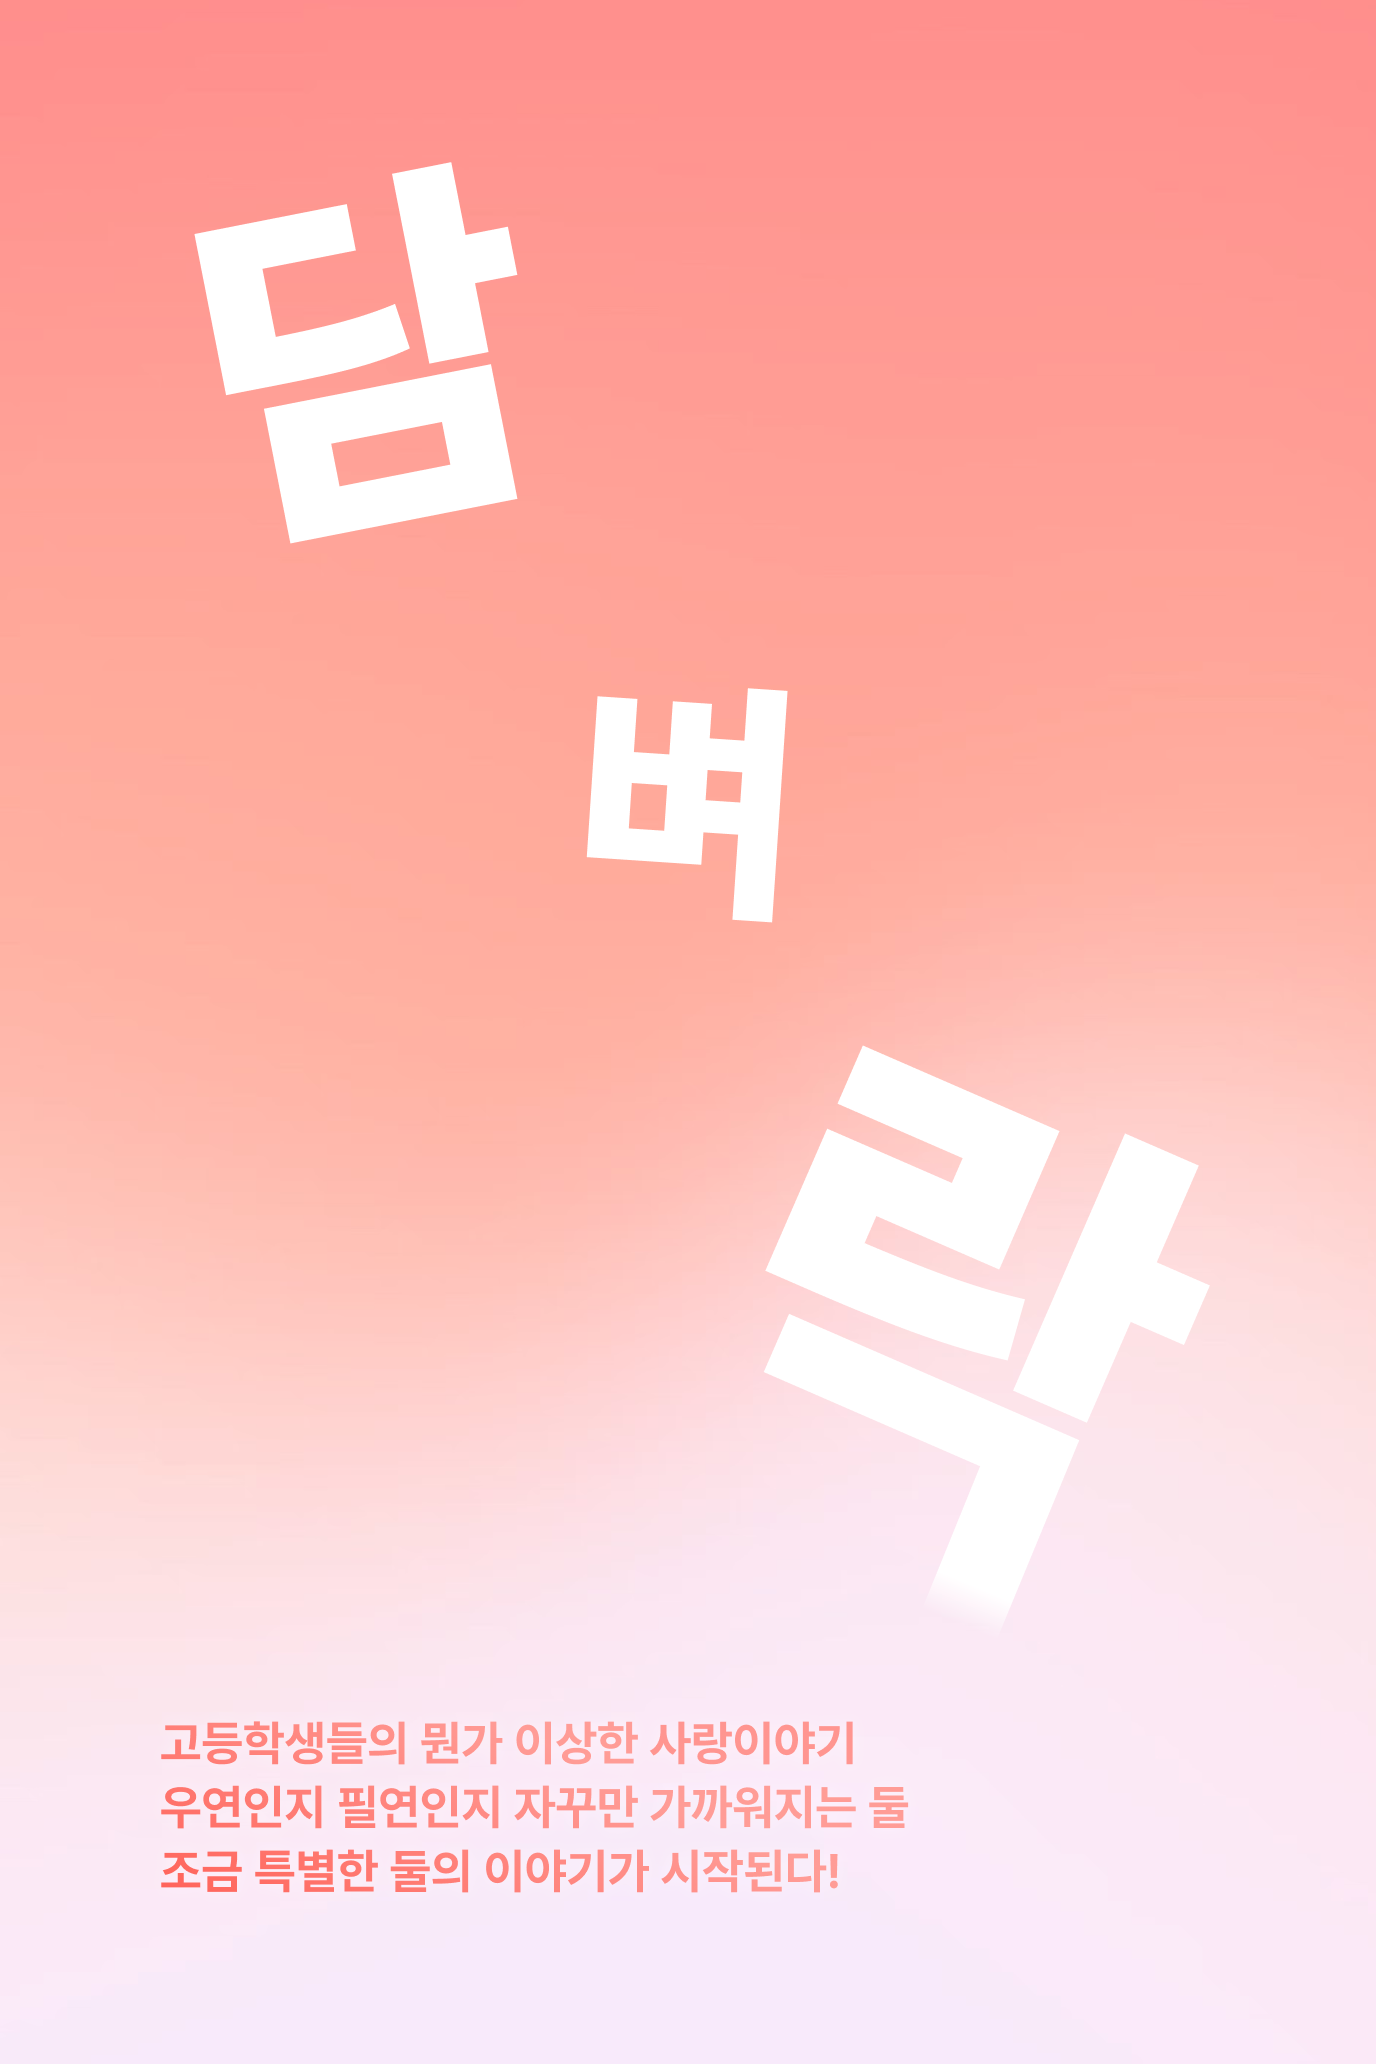 담
벼
락
고등학생들의 뭔가 이상한 사랑이야기
우연인지 필연인지 자꾸만 가까워지는 둘
조금 특별한 둘의 이야기가 시작된다!